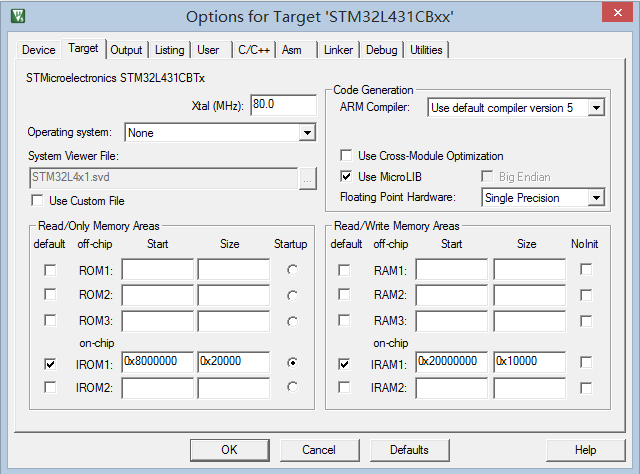 Options for Target 'STM32L431CBxx'
Device Target Output Listing User C/C++ Asm Linker Debug Utilities
STMicroelectronics STM32L431CBTx
Xtal (MHz): 80.0
Operating system: None
System Viewer File:
STM32L4x1.svd ...
Use Custom File
Code Generation
ARM Compiler: Use default compiler version 5
Use Cross-Module Optimization
Use MicroLIB Big Endian
Floating Point Hardware: Single Precision
Read/Only Memory Areas
default off-chip Start Size Startup
ROM1:
ROM2:
ROM3:
on-chip
IROM1: 0x8000000 0x20000
IROM2:
Read/Write Memory Areas
default off-chip Start Size NoInit
RAM1:
RAM2:
RAM3:
on-chip
IRAM1: 0x20000000 0x10000
IRAM2:
OK Cancel Defaults Help